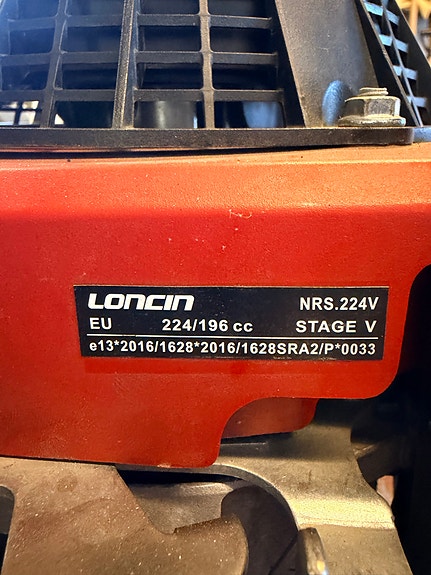 LONCIN NRS.224V
EU 224/196 cc STAGE V
e13*2016/1628*2016/1628SRA2/P*0033